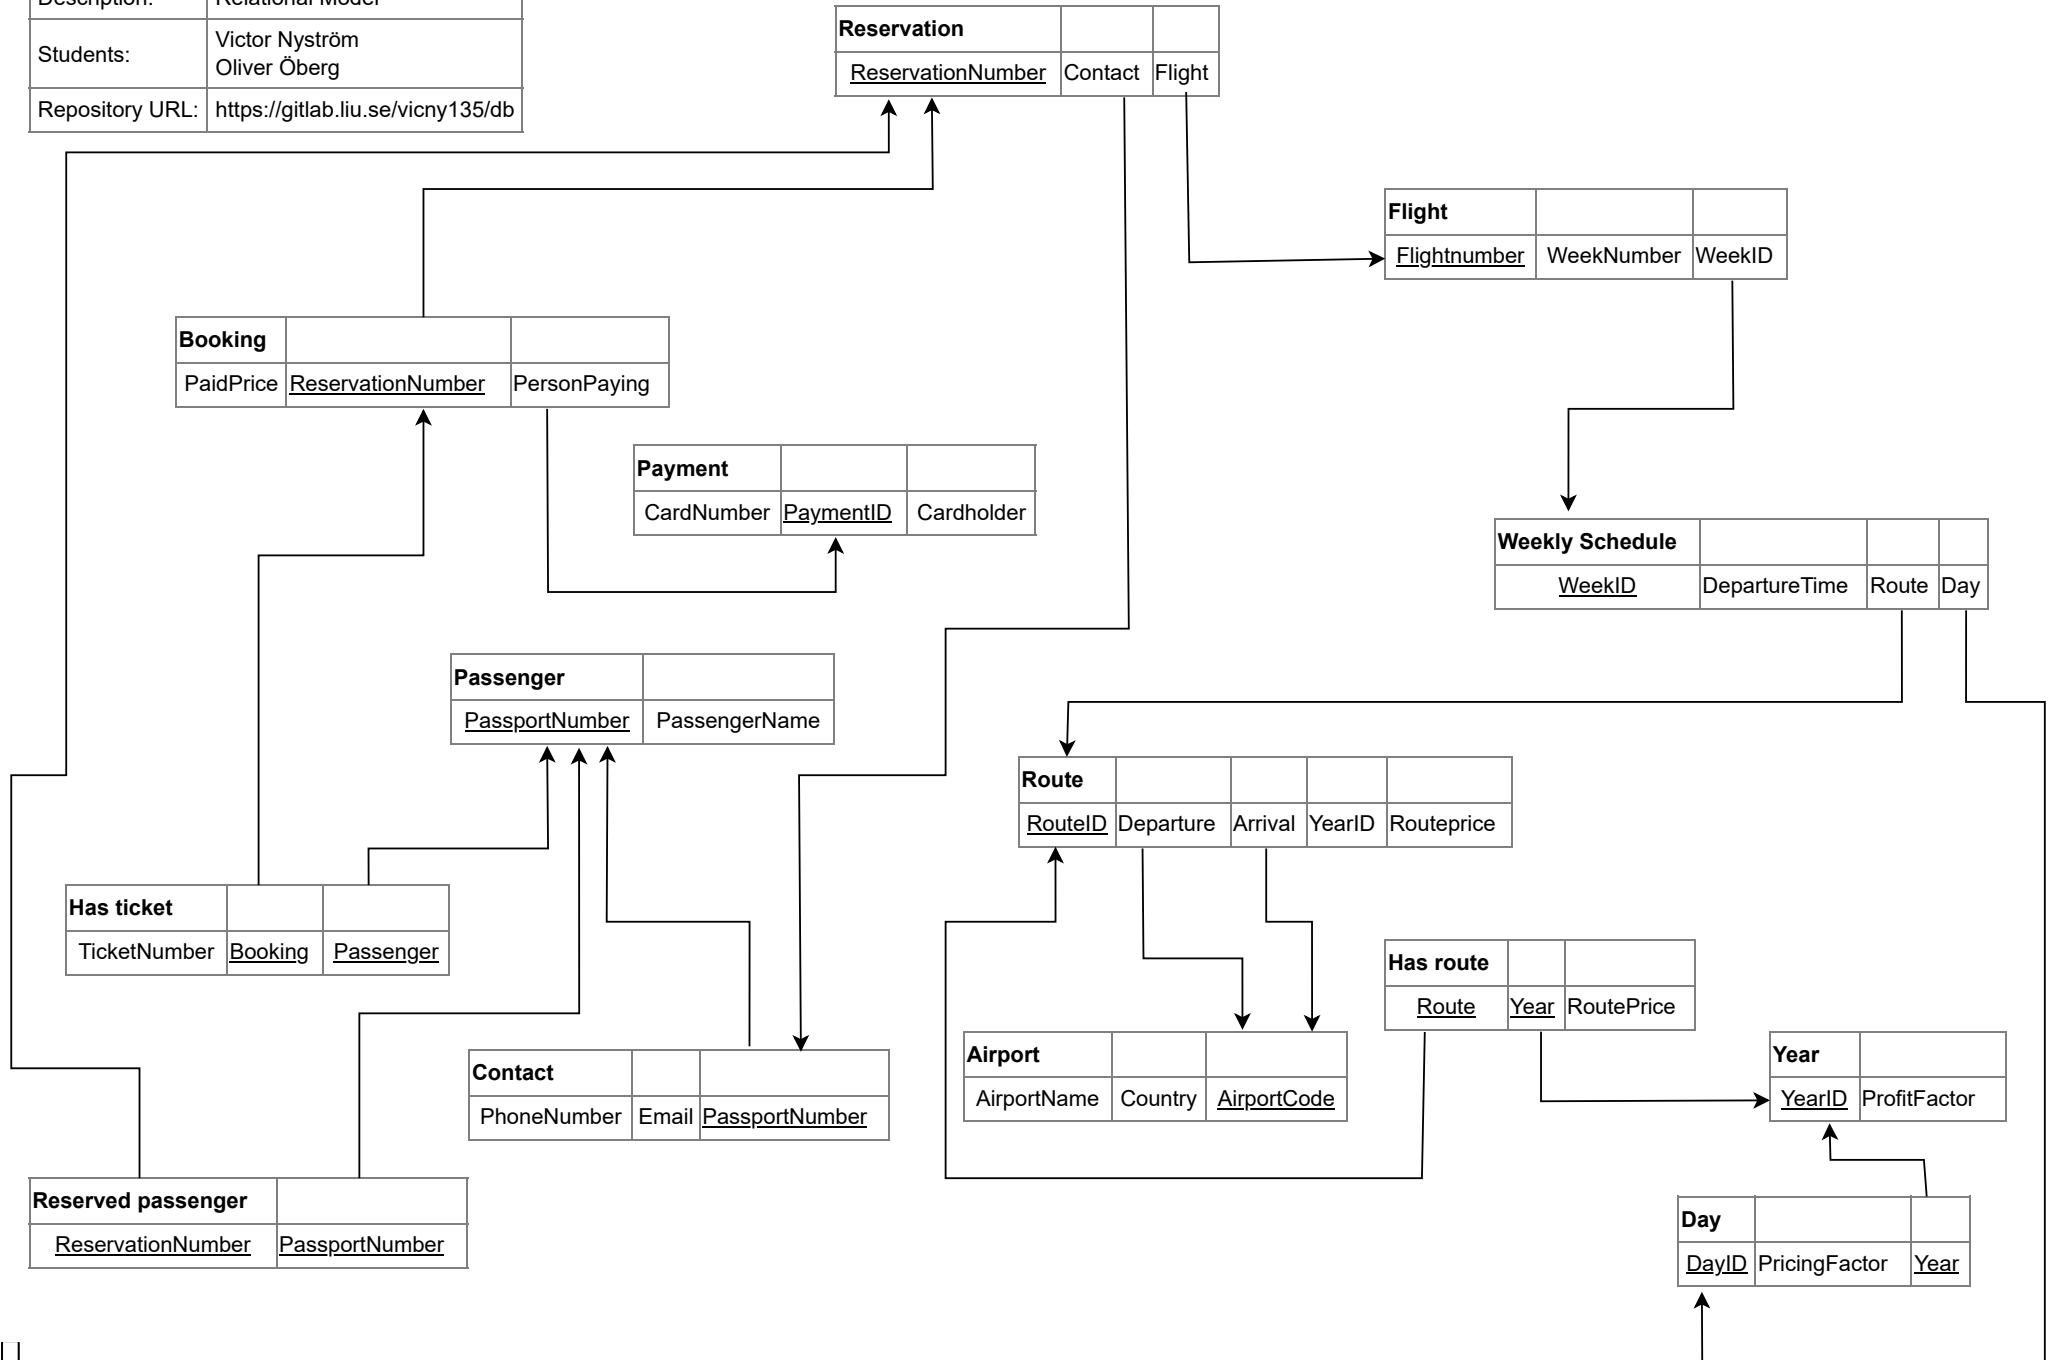 Description: Relational Model
Students: Victor Nyström
Oliver Öberg
Repository URL: https://gitlab.liu.se/vicny135/db
Reservation
ReservationNumber Contact Flight
Flight
Flightnumber WeekNumber WeekID
Booking
PaidPrice ReservationNumber PersonPaying
Payment
CardNumber PaymentID Cardholder
Weekly Schedule
WeekID DepartureTime Route Day
Passenger
PassportNumber PassengerName
Route
RouteID Departure Arrival YearID Routeprice
Has ticket
TicketNumber Booking Passenger
Has route
Route Year RoutePrice
Airport
AirportName Country AirportCode
Year
YearID ProfitFactor
Contact
PhoneNumber Email PassportNumber
Reserved passenger
ReservationNumber PassportNumber
Day
DayID PricingFactor Year